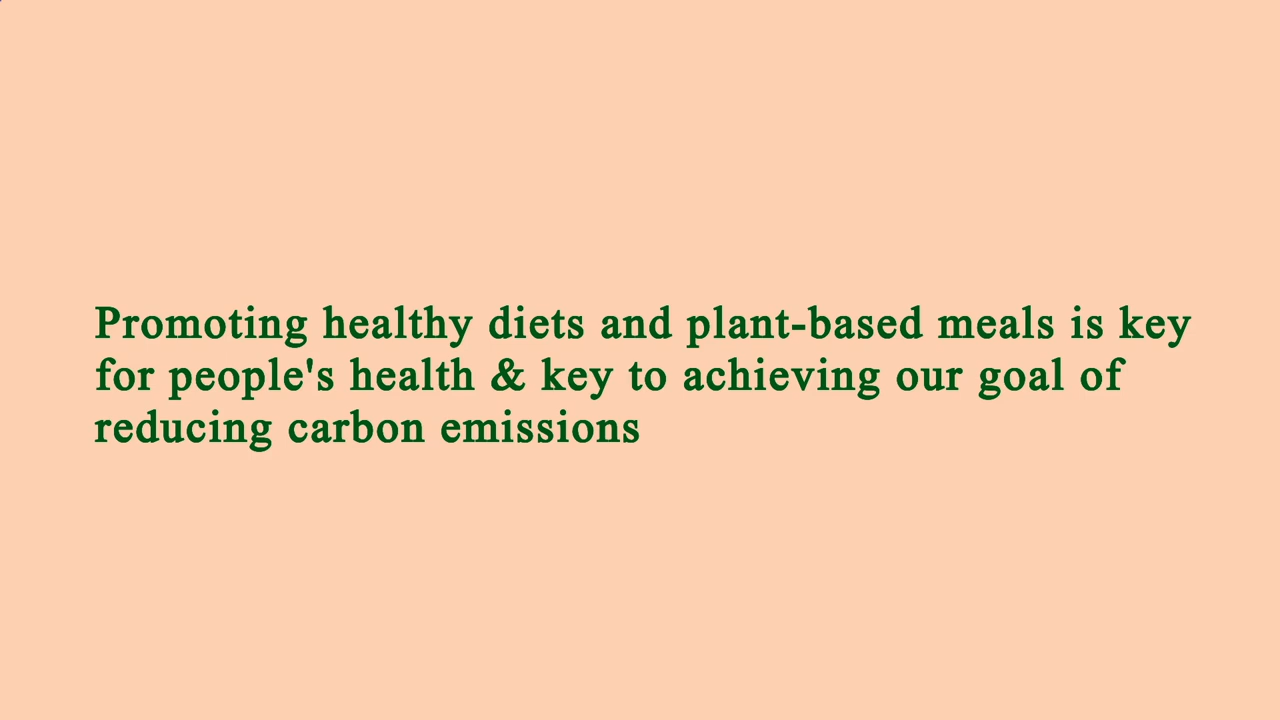 Promoting healthy diets and plant-based meals is key
for people's health & key to achieving our goal of
reducing carbon emissions